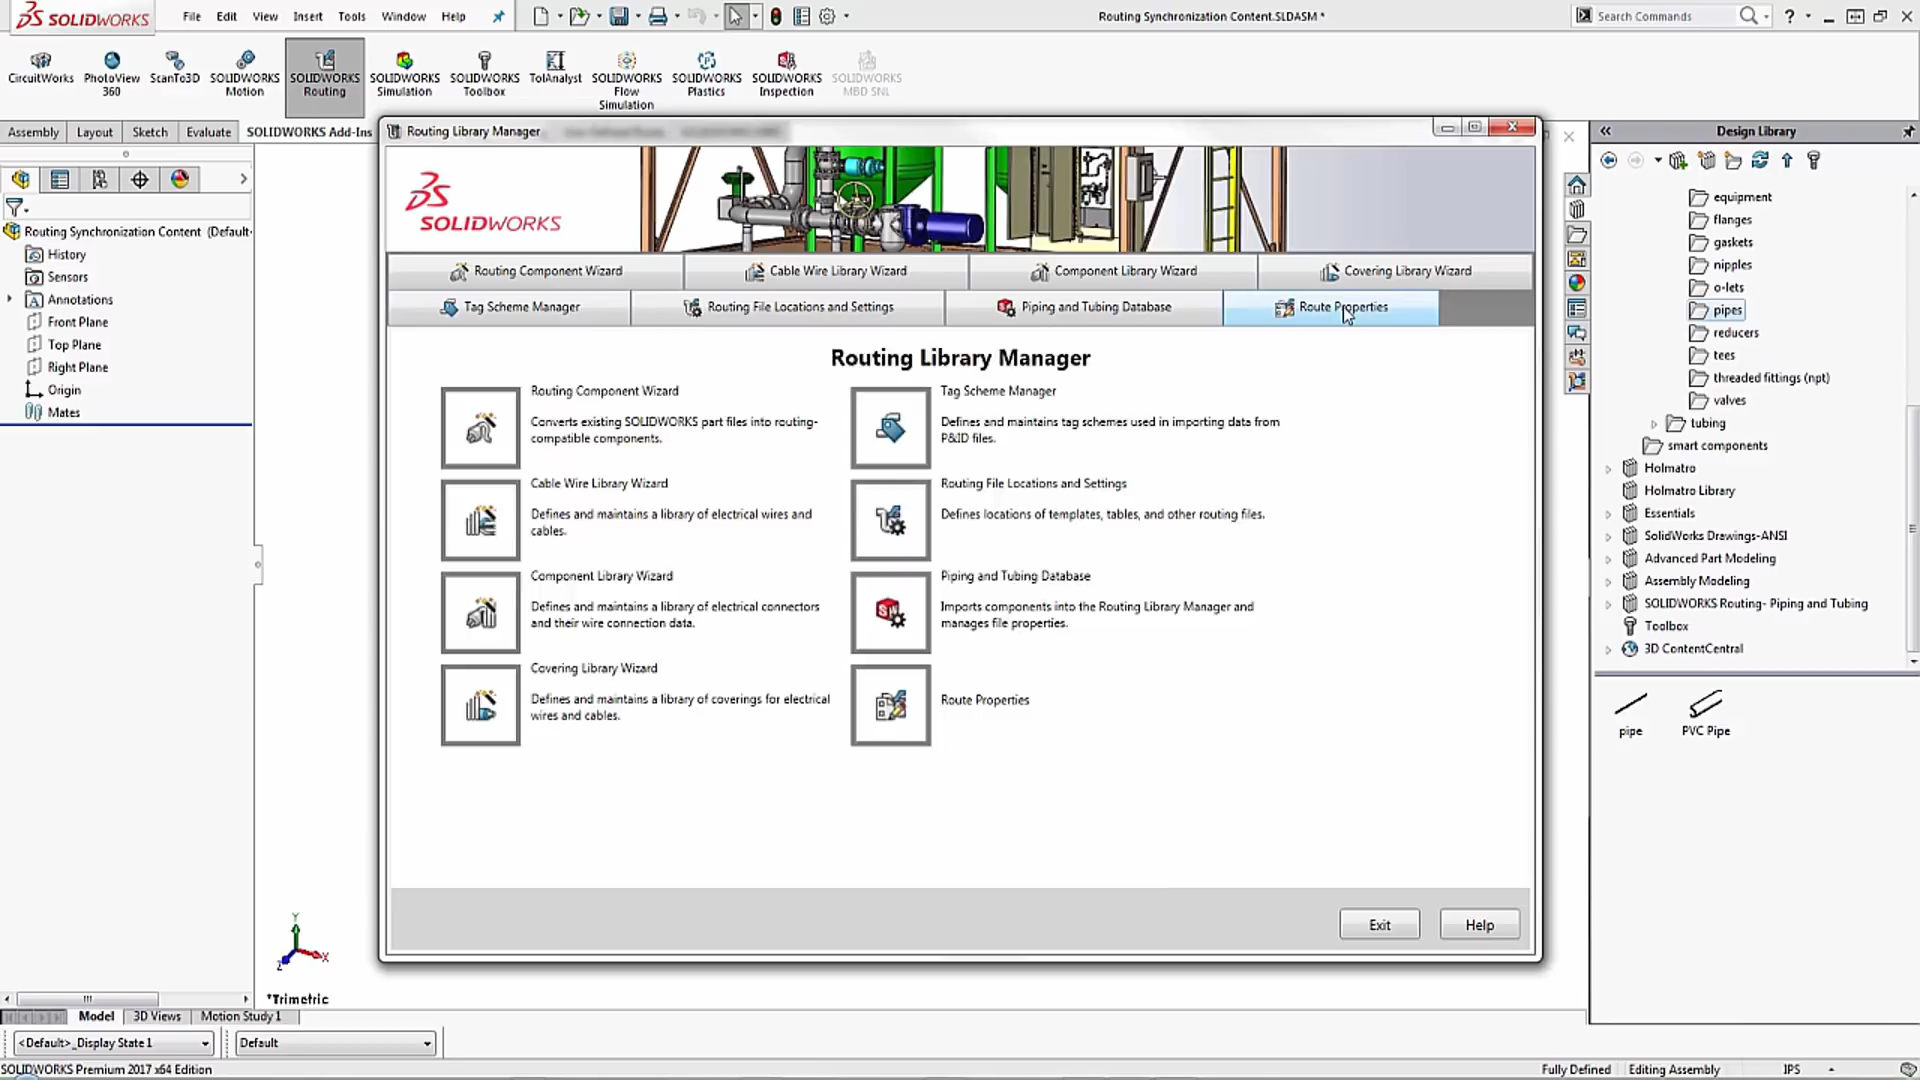 SOLIDWORKS File Edit View Insert Tools Window Help Routing Synchronization Content.SLDASM * Search Commands ?
CircuitWorks
PhotoView
360
ScanTo3D
SOLIDWORKS
Motion
SOLIDWORKS
Routing
SOLIDWORKS
Simulation
SOLIDWORKS
Toolbox
TolAnalyst
SOLIDWORKS
Flow
Simulation
SOLIDWORKS
Plastics
SOLIDWORKS
Inspection
SOLIDWORKS
MBD SNL
Assembly Layout Sketch Evaluate SOLIDWORKS Add-Ins
Routing Synchronization Content (Default
History
Sensors
Annotations
Front Plane
Top Plane
Right Plane
Origin
Mates
Routing Library Manager
SOLIDWORKS
Routing Component Wizard Cable Wire Library Wizard Component Library Wizard Covering Library Wizard
Tag Scheme Manager Routing File Locations and Settings Piping and Tubing Database Route Properties
Routing Library Manager
Routing Component Wizard
Converts existing SOLIDWORKS part files into routing-
compatible components.
Cable Wire Library Wizard
Defines and maintains a library of electrical wires and
cables.
Component Library Wizard
Defines and maintains a library of electrical connectors
and their wire connection data.
Covering Library Wizard
Defines and maintains a library of coverings for electrical
wires and cables.
Tag Scheme Manager
Defines and maintains tag schemes used in importing data from
P&ID files.
Routing File Locations and Settings
Defines locations of templates, tables, and other routing files.
Piping and Tubing Database
Imports components into the Routing Library Manager and
manages file properties.
Route Properties
Exit Help
Design Library
equipment
flanges
gaskets
nipples
o-lets
pipes
reducers
tees
threaded fittings (npt)
valves
tubing
smart components
Holmatro
Holmatro Library
Essentials
SolidWorks Drawings-ANSI
Advanced Part Modeling
Assembly Modeling
SOLIDWORKS Routing- Piping and Tubing
Toolbox
3D ContentCentral
pipe PVC Pipe
Y
X
Z
*Trimetric
Model 3D Views Motion Study 1
<Default>_Display State 1 Default
SOLIDWORKS Premium 2017 x64 Edition Fully Defined Editing Assembly IPS